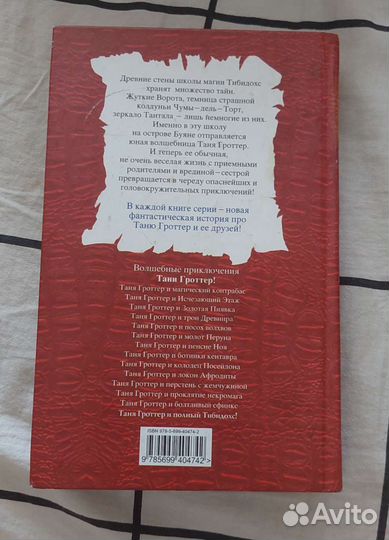 Древние стены школы магии Тибидохс
хранят множество тайн.
Жуткие Ворота, темница страшной
колдуньи Чумы-дель-Торт,
зеркало Тантала – лишь немногие из них.
Именно в эту школу
на острове Буяне отправляется
юная волшебница Таня Гроттер.
И теперь ее обычная,
не очень веселая жизнь с приемными
родителями и врединой-сестрой
превращается в череду опаснейших и
головокружительных приключений!
В каждой книге серии – новая
фантастическая история про
Таню Гроттер и ее друзей!
Волшебные приключения
Тани Гроттер!
Таня Гроттер и магический контрабас
Таня Гроттер и Исчезающий Этаж
Таня Гроттер и Золотая Пиявка
Таня Гроттер и трон Древнира
Таня Гроттер и посох волхвов
Таня Гроттер и молот Перуна
Таня Гроттер и пенсне Ноя
Таня Гроттер и ботинки кентавра
Таня Гроттер и колодец Посейдона
Таня Гроттер и локон Афродиты
Таня Гроттер и перстень с жемчужиной
Таня Гроттер и проклятие некромага
Таня Гроттер и болтливый сфинкс
Таня Гроттер и полный Тибидохс!
ISBN 978-5-699-40474-2
9 785699 404742 >
Avito